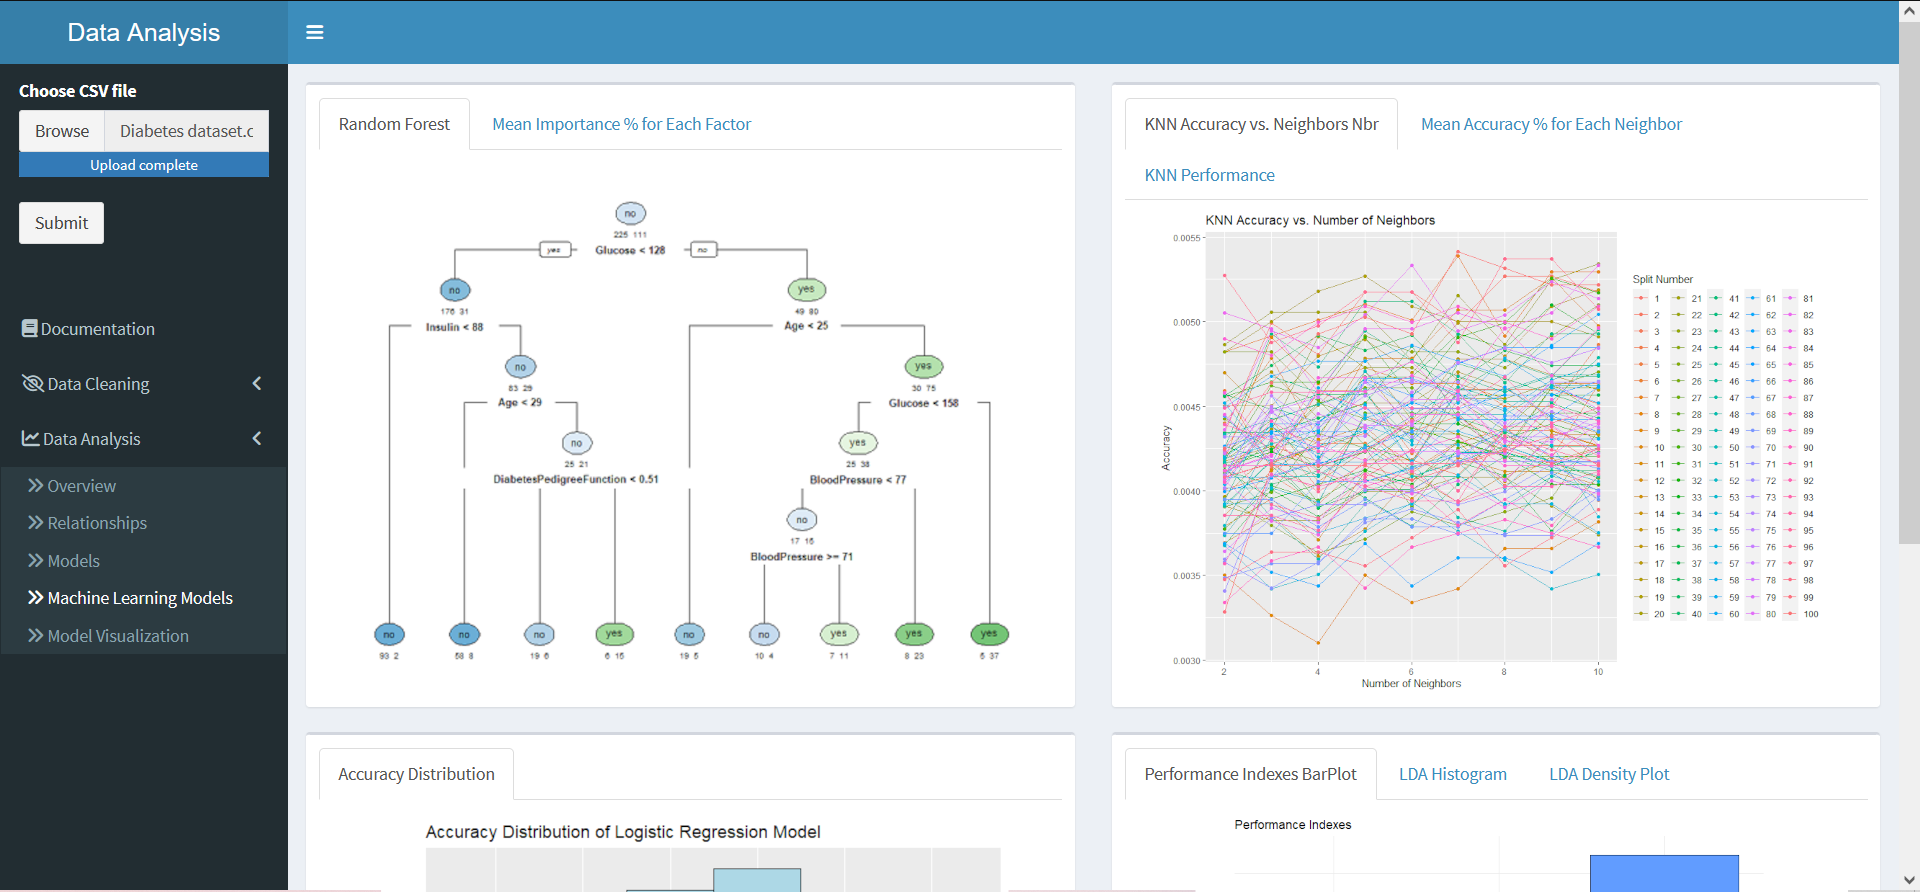 Data Analysis
Choose CSV file
Browse
Diabetes dataset.c
Upload complete
Submit
Documentation
Data Cleaning
Data Analysis
Overview
Relationships
Models
Machine Learning Models
Model Visualization
Random Forest
Mean Importance % for Each Factor
no
225 111
yes
Glucose < 128
no
no
176 31
yes
49 80
Insulin < 88
Age < 25
no
83 29
yes
30 75
Age < 29
Glucose < 158
no
25 21
yes
25 38
DiabetesPedigreeFunction < 0.51
BloodPressure < 77
no
17 15
BloodPressure >= 71
no no no yes no no yes yes yes
93 2 58 8 19 6 6 15 19 5 10 4 7 11 8 23 5 37
KNN Accuracy vs. Neighbors Nbr
Mean Accuracy % for Each Neighbor
KNN Performance
KNN Accuracy vs. Number of Neighbors
0.0055
0.0050
0.0045
0.0040
0.0035
0.0030
Accuracy
2 4 6 8 10
Number of Neighbors
Split Number
1 21 41 61 81
2 22 42 62 82
3 23 43 63 83
4 24 44 64 84
5 25 45 65 85
6 26 46 66 86
7 27 47 67 87
8 28 48 68 88
9 29 49 69 89
10 30 50 70 90
11 31 51 71 91
12 32 52 72 92
13 33 53 73 93
14 34 54 74 94
15 35 55 75 95
16 36 56 76 96
17 37 57 77 97
18 38 58 78 98
19 39 59 79 99
20 40 60 80 100
Accuracy Distribution
Accuracy Distribution of Logistic Regression Model
Performance Indexes BarPlot
LDA Histogram
LDA Density Plot
Performance Indexes